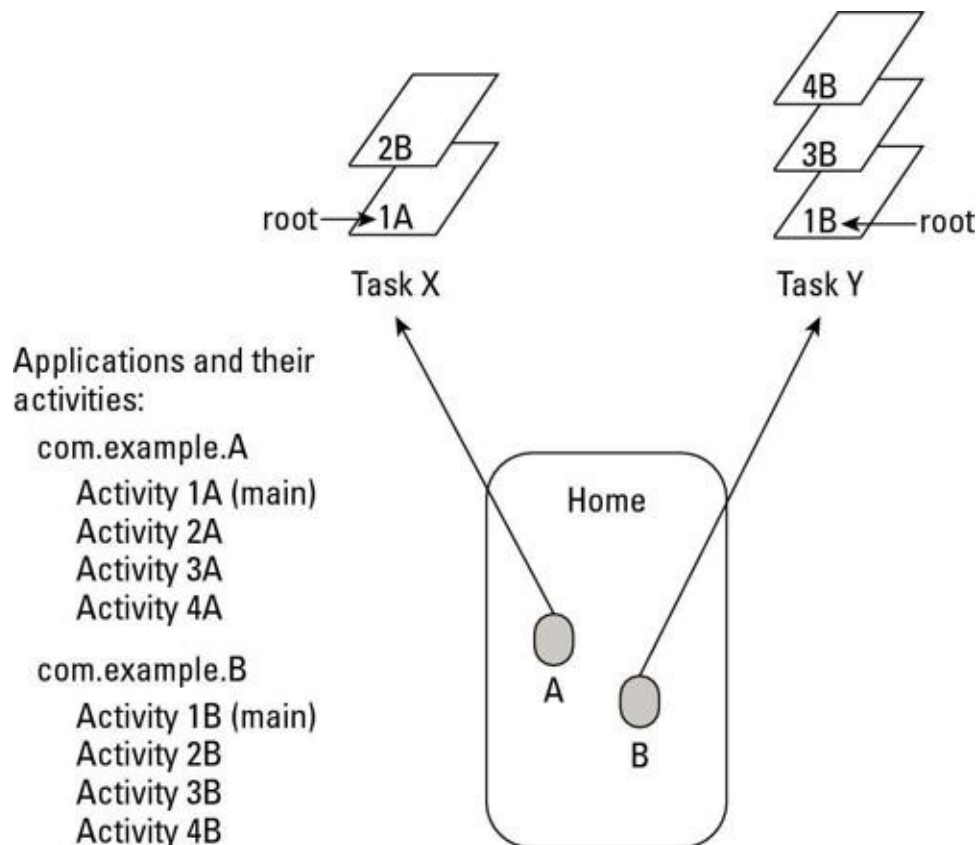 4B
2B
3B
root
1A
1B
root
Task X
Task Y
Applications and their
activities:
com.example.A
Activity 1A (main)
Activity 2A
Activity 3A
Activity 4A
com.example.B
Activity 1B (main)
Activity 2B
Activity 3B
Activity 4B
Home
A
B